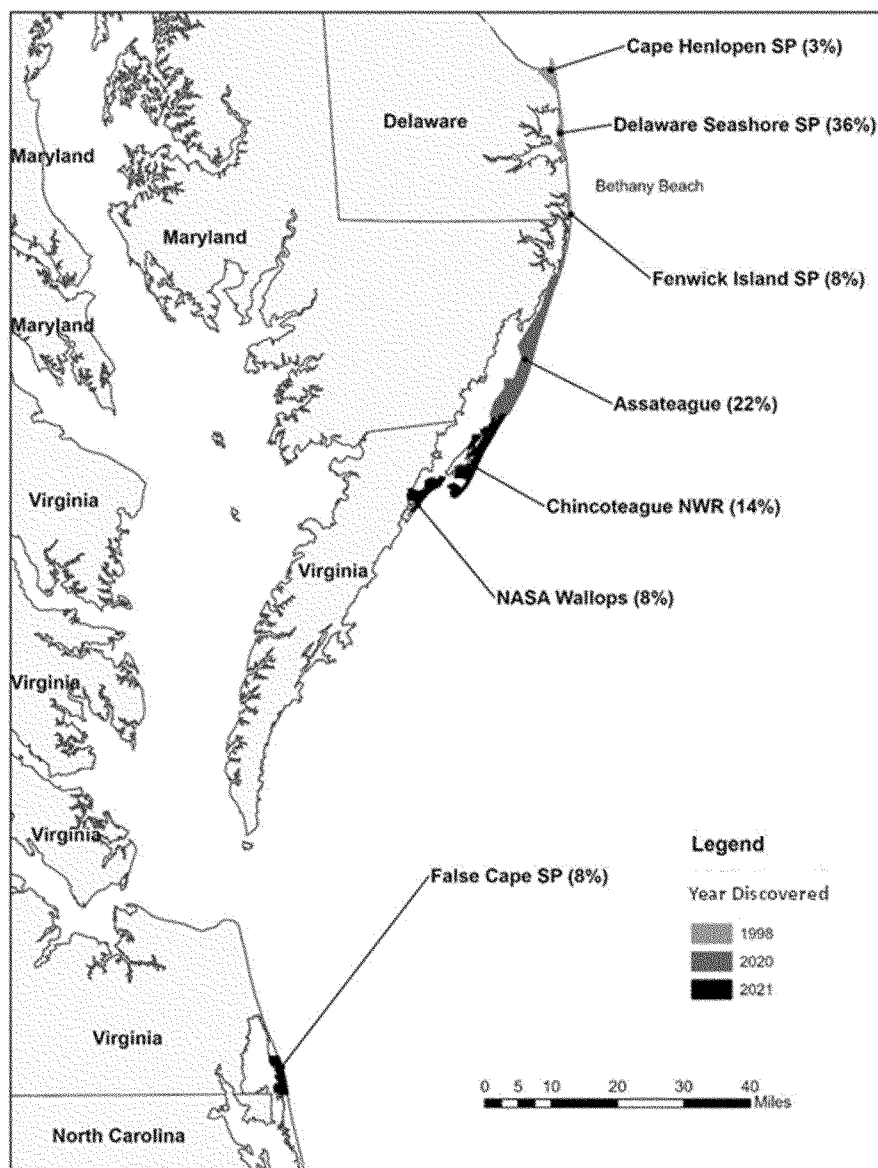 Cape Henlopen SP (3%)
Delaware
Delaware Seashore SP (36%)
Maryland
Bethany Beach
Maryland
Fenwick Island SP (8%)
Maryland
Assateague (22%)
Virginia
Chincoteague NWR (14%)
Virginia
NASA Wallops (8%)
Virginia
Virginia
Legend
False Cape SP (8%)
Year Discovered
1998
2020
2021
Virginia
0 5 10 20 30 40
Miles
North Carolina